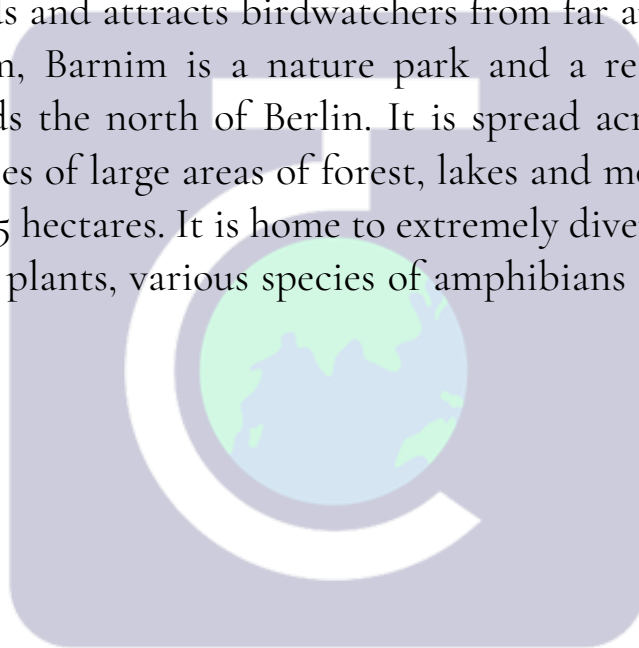 ds and attracts birdwatchers from far a
n, Barnim is a nature park and a re
ds the north of Berlin. It is spread acr
es of large areas of forest, lakes and m
5 hectares. It is home to extremely dive
plants, various species of amphibians